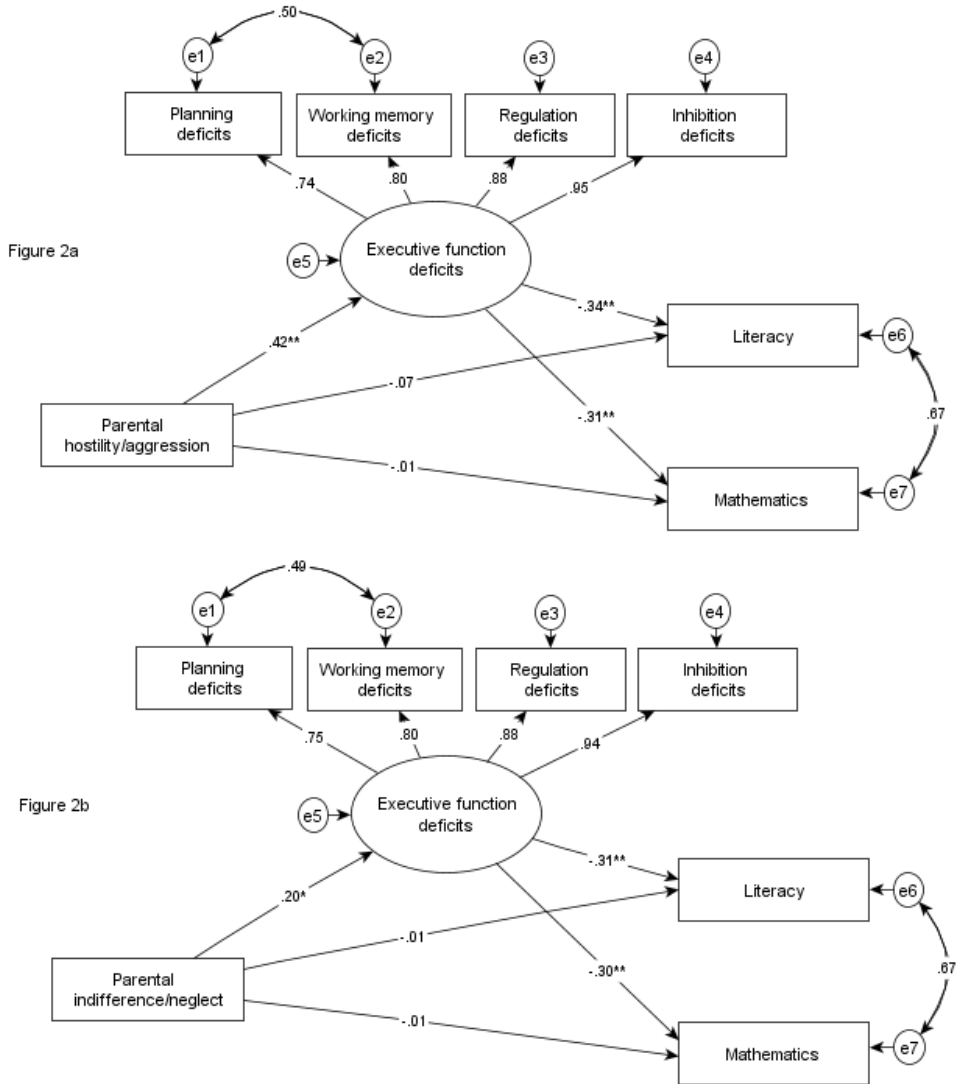 .50
e1
e2
e3
e4
Planning
deficits
Working memory
deficits
Regulation
deficits
Inhibition
deficits
.74
.80
.88
.95
Figure 2a
e5
Executive function
deficits
-.34**
.42**
Literacy
e6
-.07
-.31**
.67
Parental
hostility/aggression
-.01
Mathematics
e7
.49
e1
e2
e3
e4
Planning
deficits
Working memory
deficits
Regulation
deficits
Inhibition
deficits
.75
.80
.88
.94
Figure 2b
e5
Executive function
deficits
-.31**
.20*
Literacy
e6
-.01
-.30**
.67
Parental
indifference/neglect
-.01
Mathematics
e7